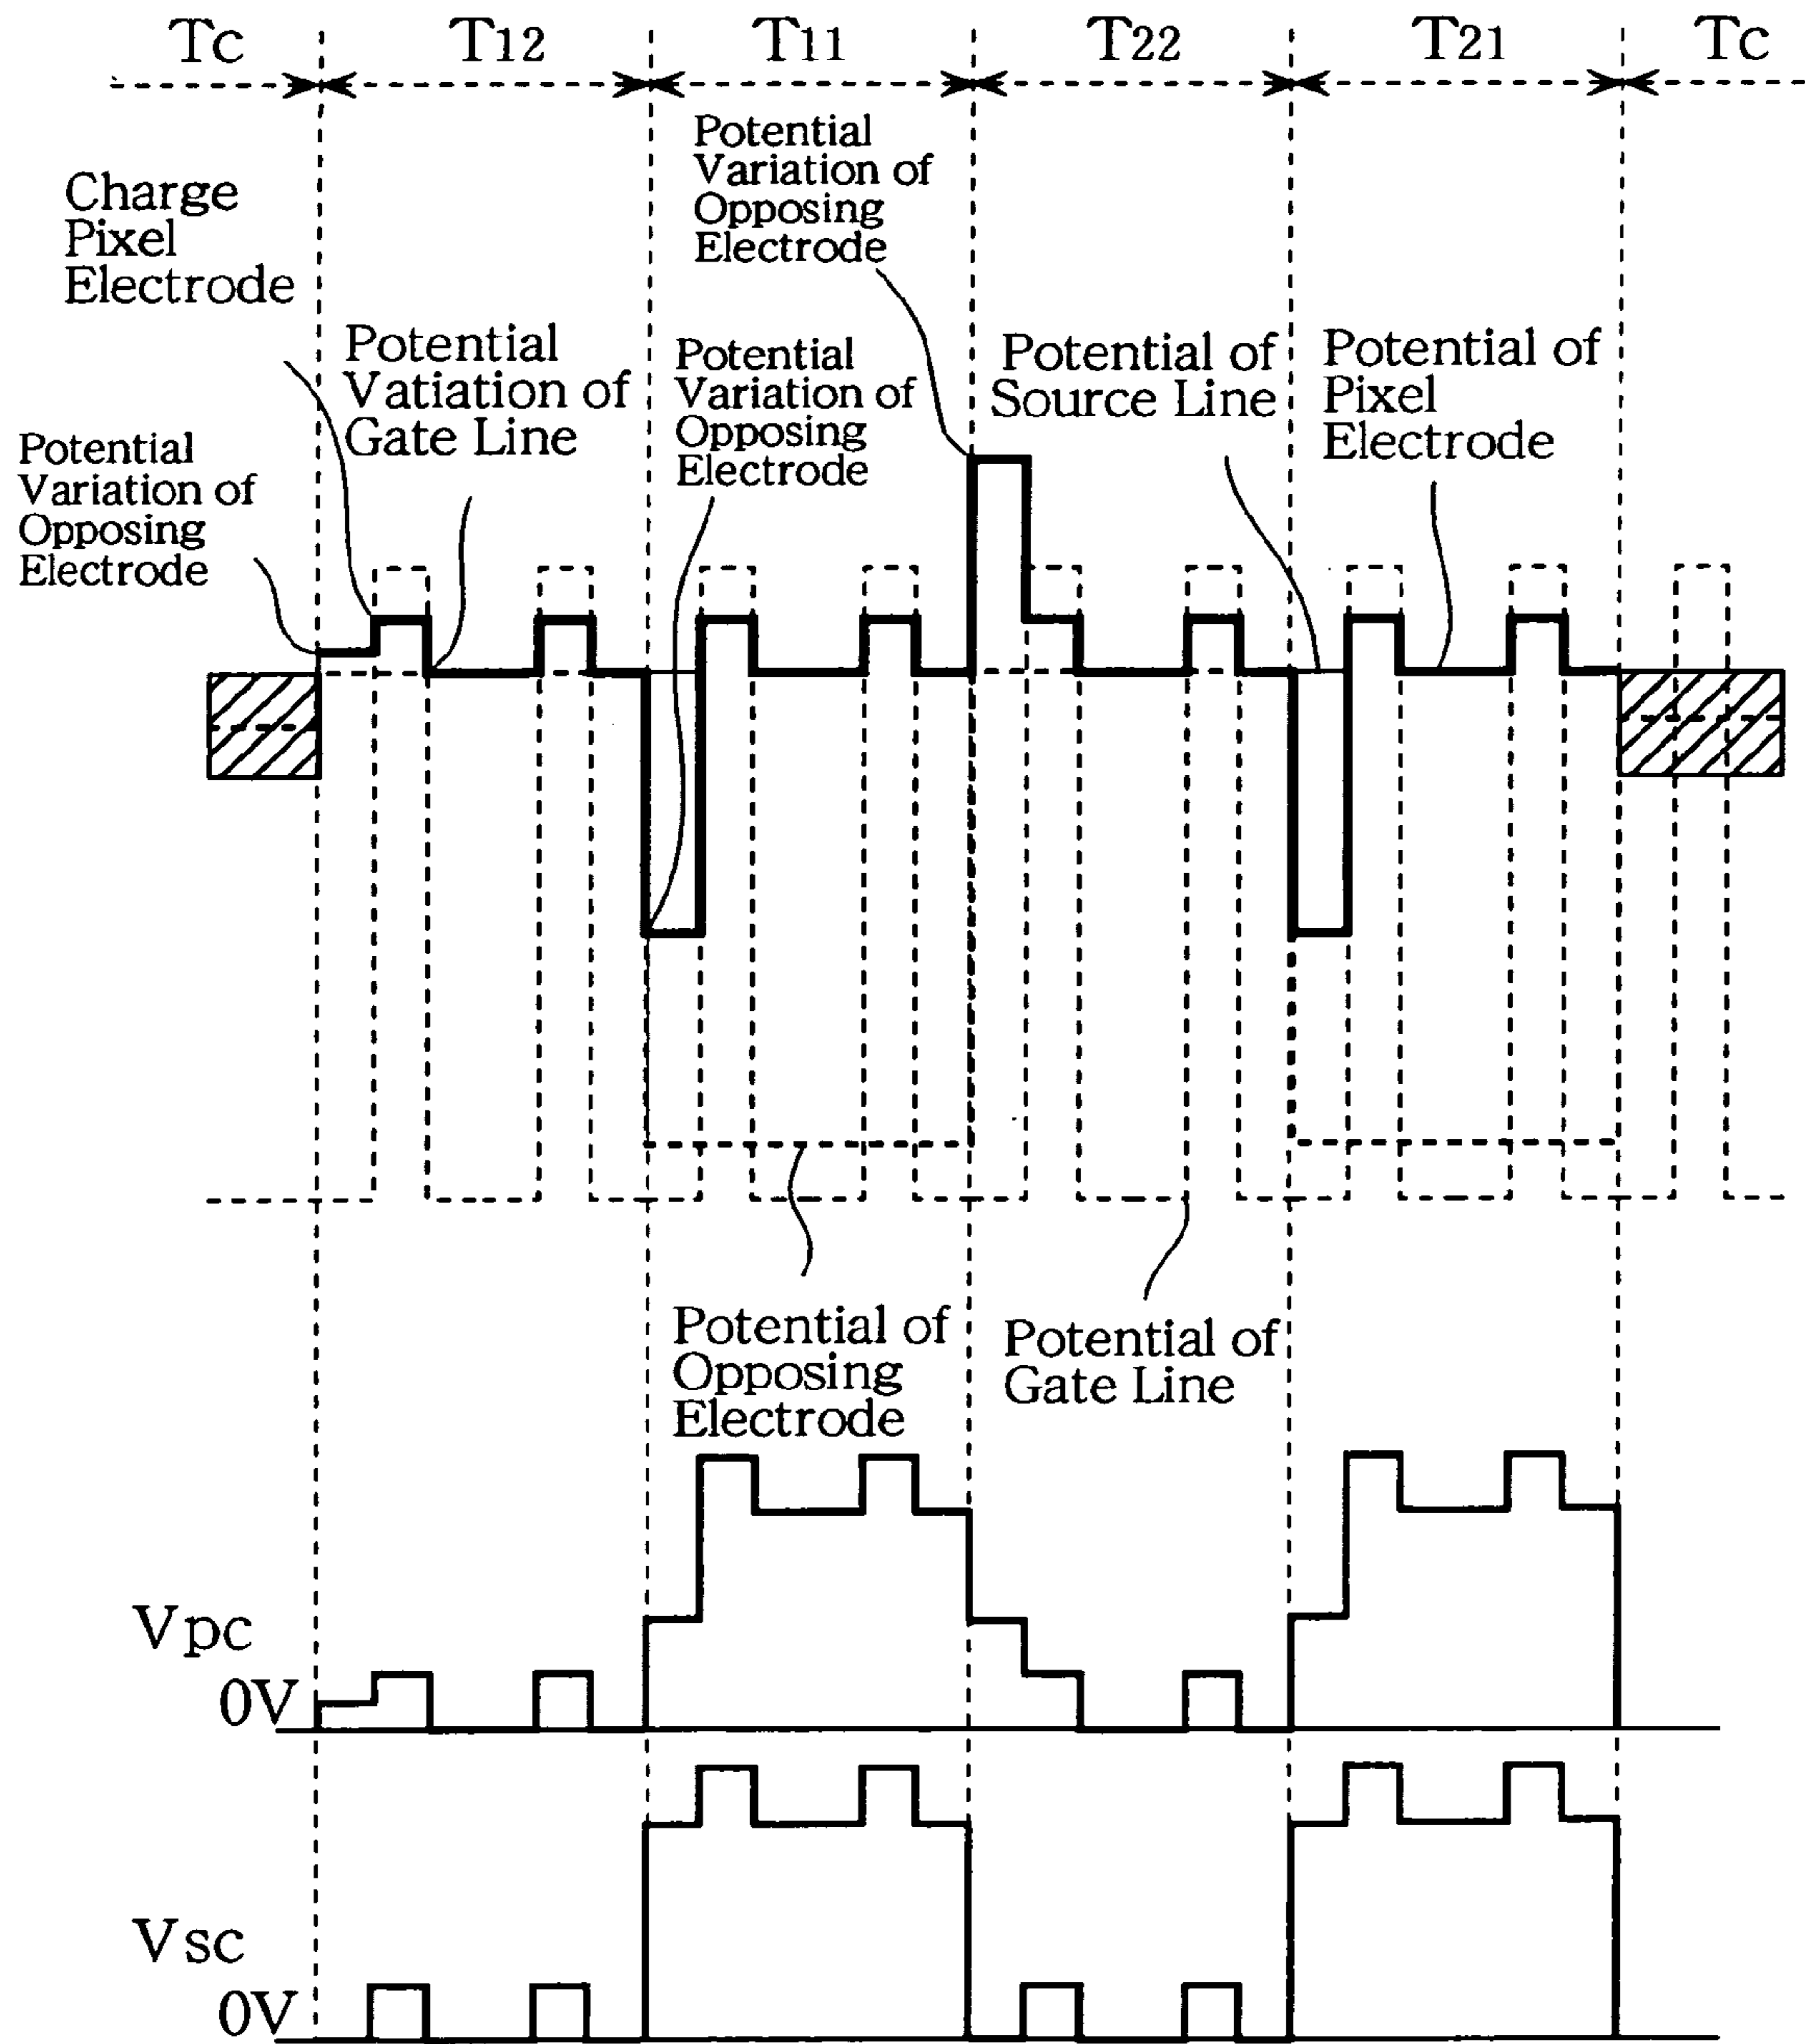 Tc T12 T11 T22 T21 Tc
Potential
Variation of
Opposing
Electrode
Charge
Pixel
Electrode
Potential
Vatiation of
Gate Line
Potential
Variation of
Opposing
Electrode
Potential of
Source Line
Potential of
Pixel
Electrode
Potential
Variation of
Opposing
Electrode
Potential of
Opposing
Electrode
Potential of
Gate Line
Vpc
0V
Vsc
0V